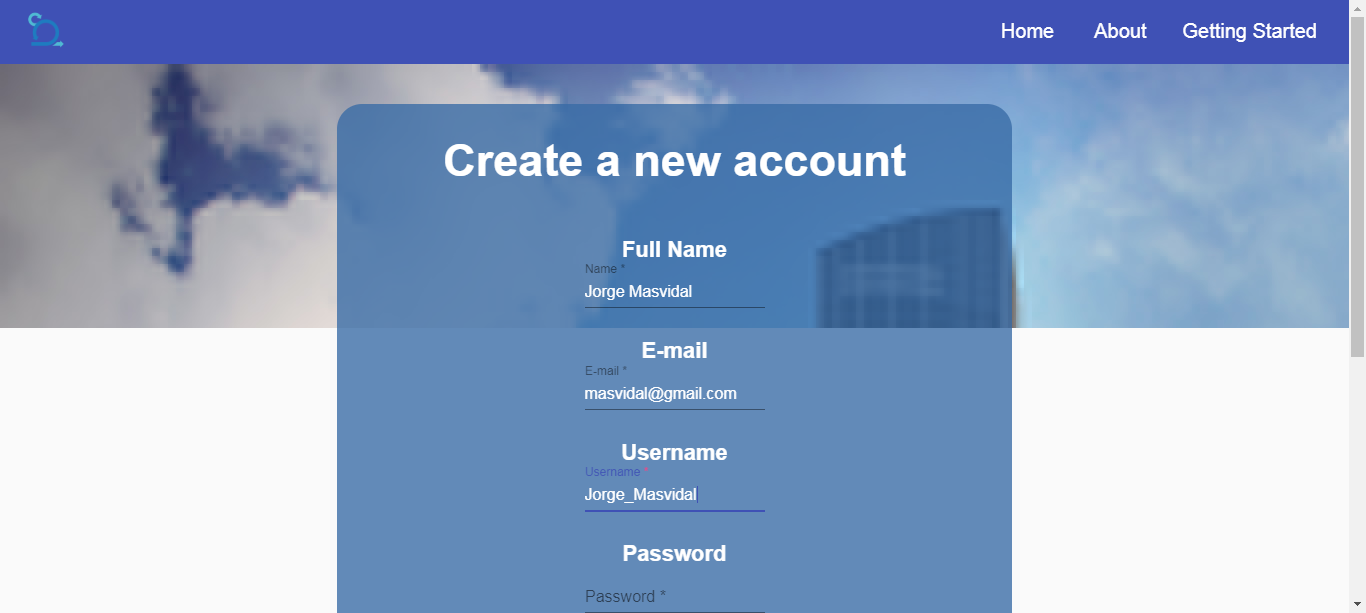 Home About Getting Started
Create a new account
Full Name
Name *
Jorge Masvidal
E-mail
E-mail *
masvidal@gmail.com
Username
Username *
Jorge_Masvidal
Password
Password *